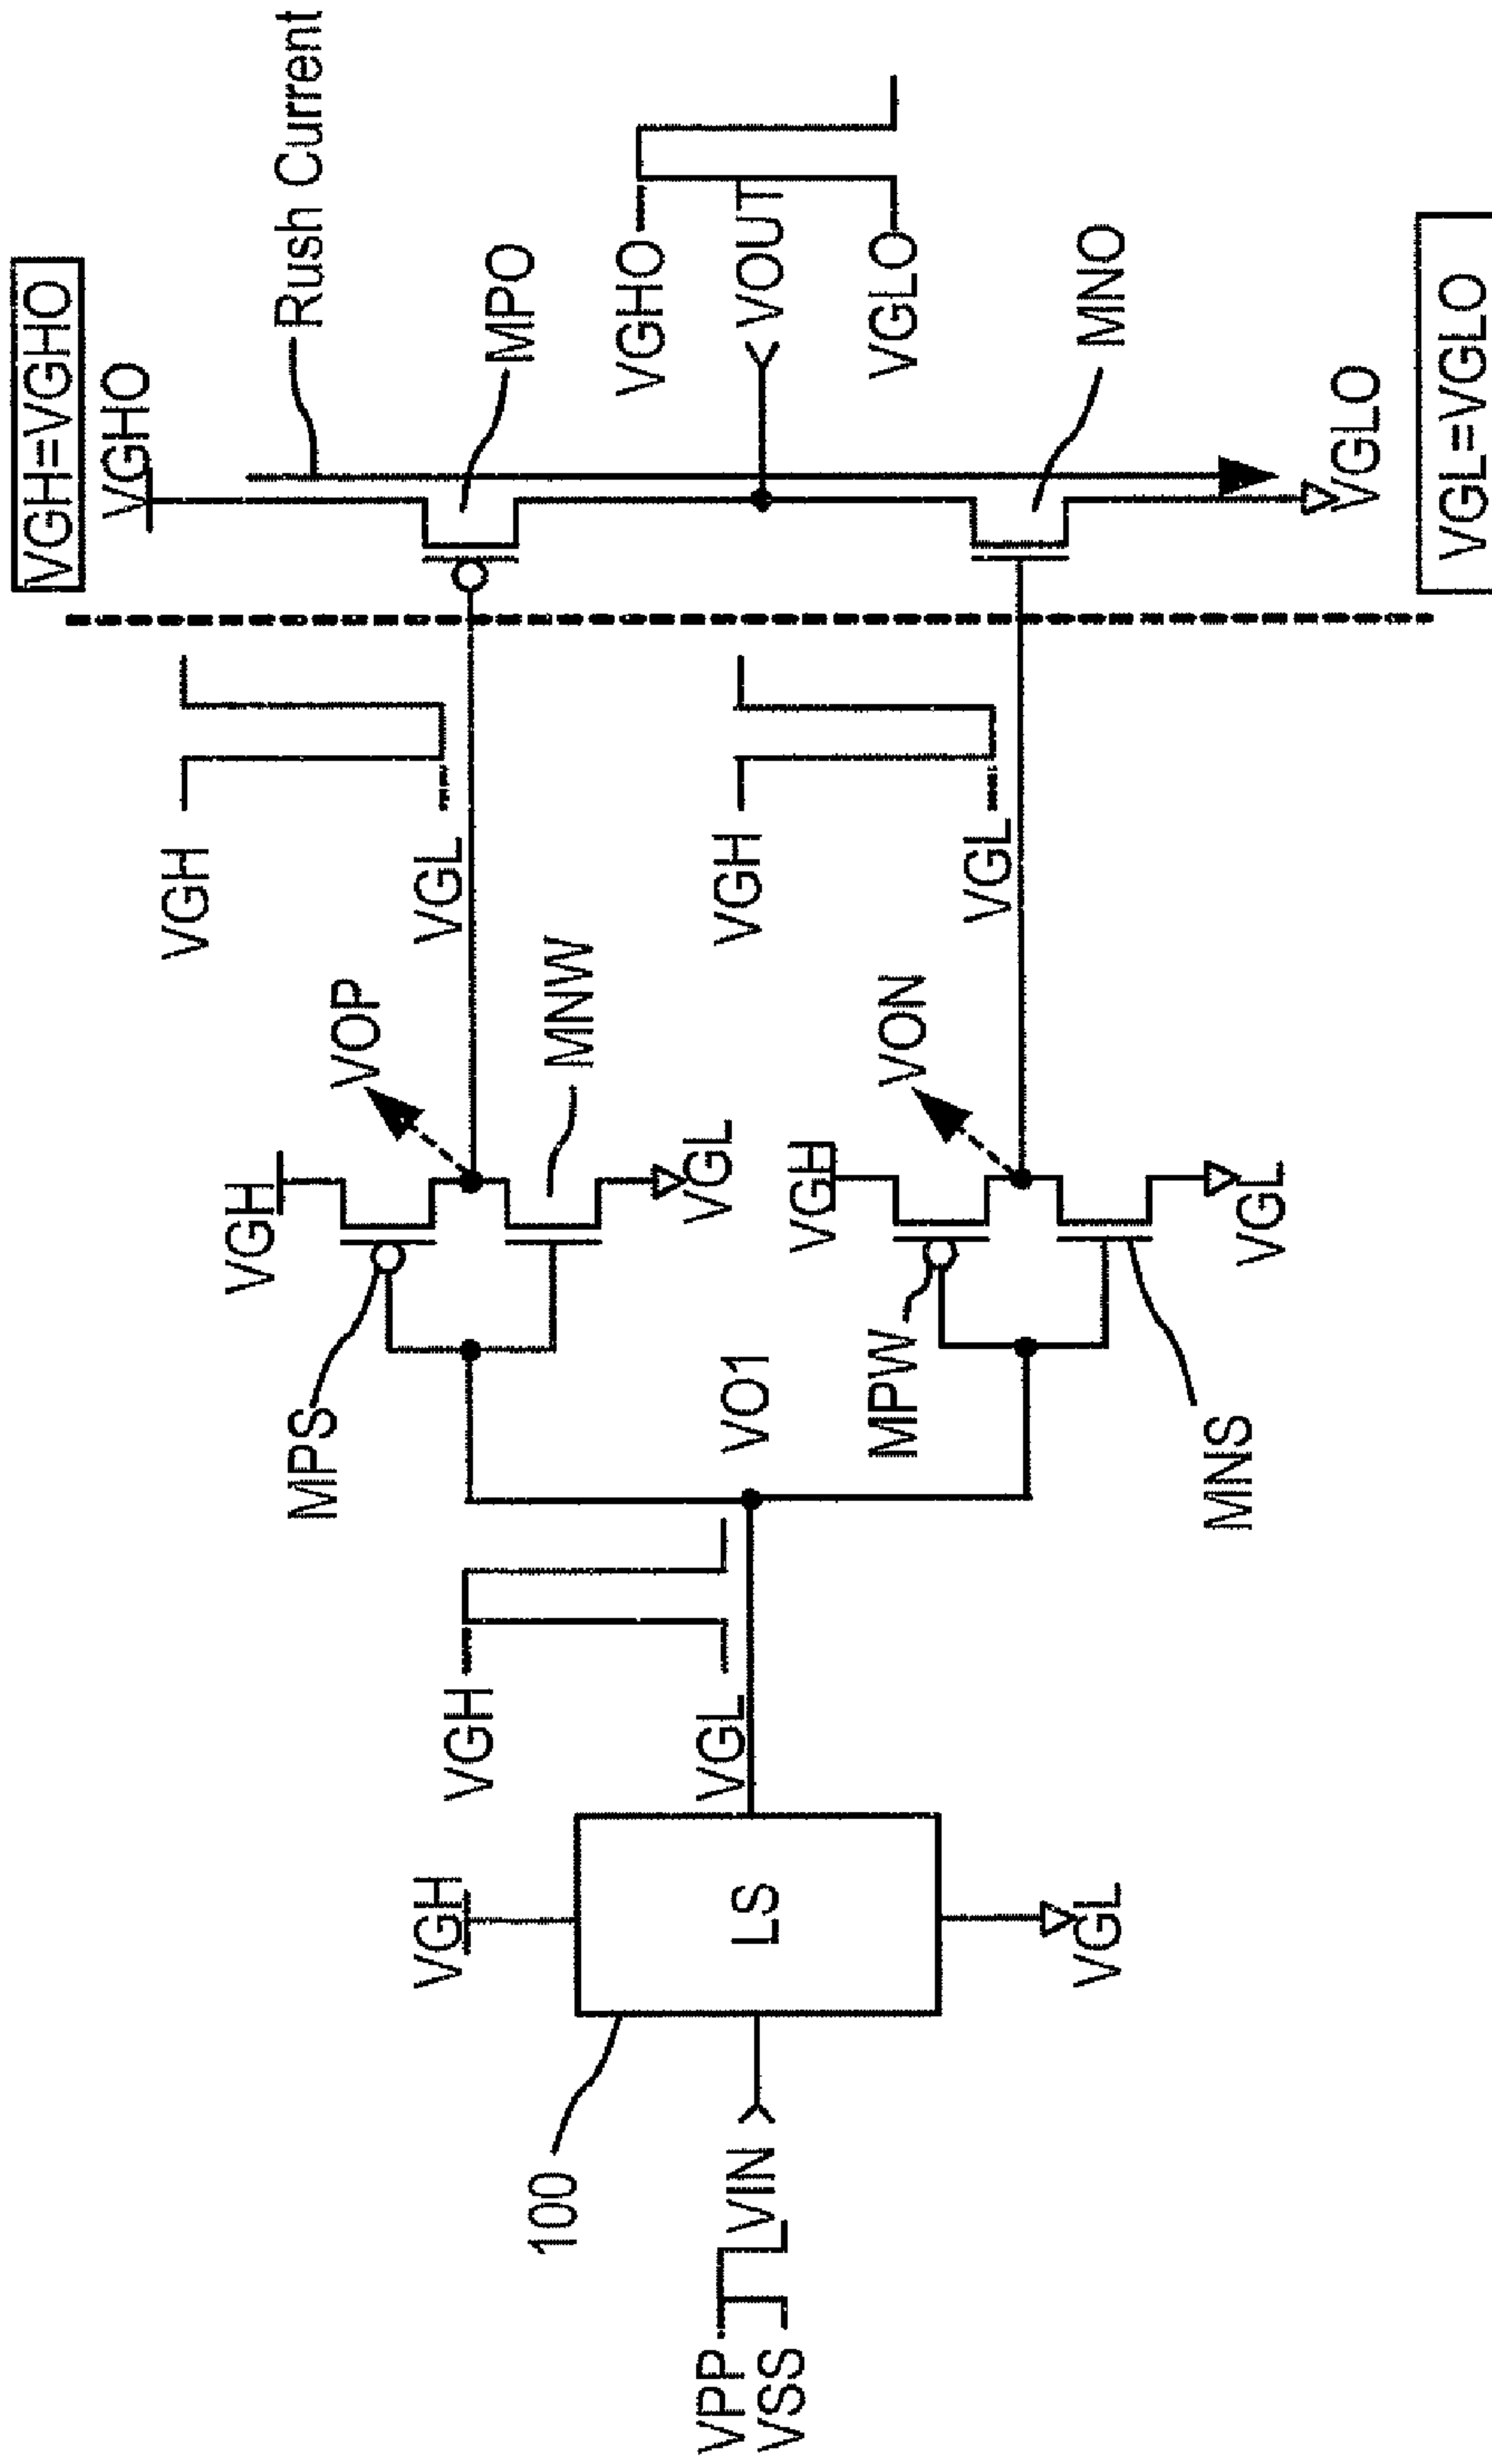 VGH=VGHO
VGHO
Rush Current
MPO
VGHO
VOUT
VGLO
MNO
VGLO
VGL=VGLO
VGH
VGL
VGH
VGL
VOP
MNW
VGH
VGL
MPS
VON
VGH
VGL
MPW
MNS
VO1
VGH
VGL
VGH
LS
VGL
100
VIN
VPP
VSS